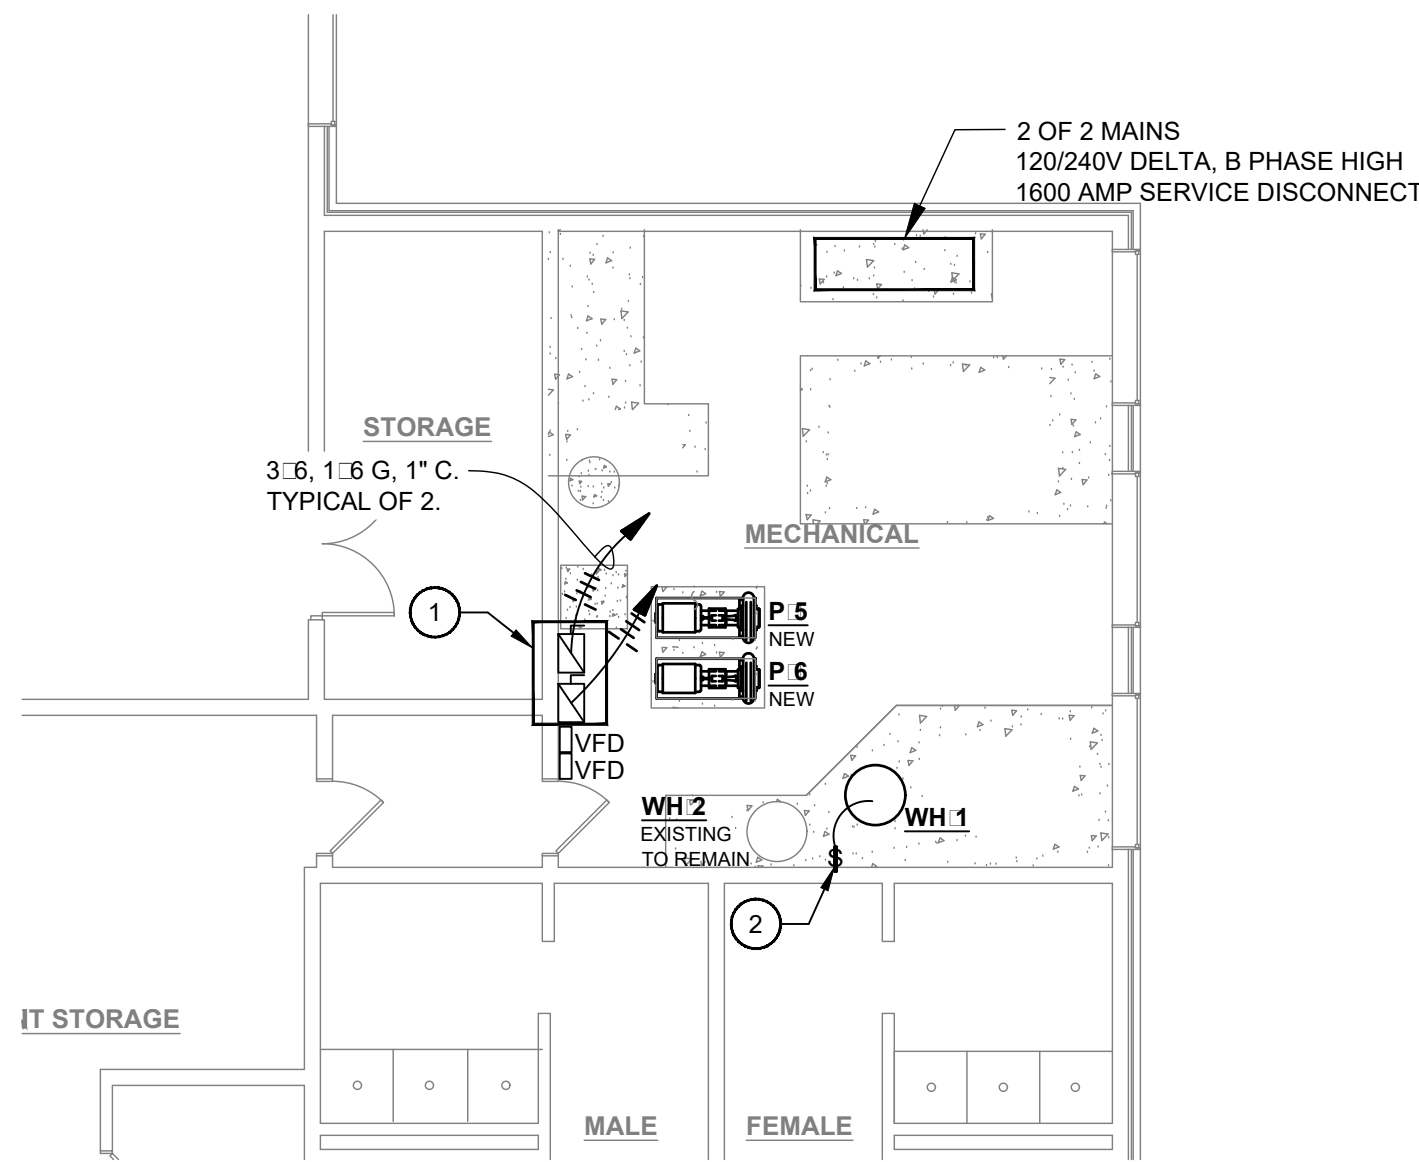 2 OF 2 MAINS
120/240V DELTA, B PHASE HIGH
1600 AMP SERVICE DISCONNECT
STORAGE
3□6, 1□6 G, 1" C.
TYPICAL OF 2.
MECHANICAL
1
P□5
NEW
P□6
NEW
VFD
VFD
WH□2
EXISTING
TO REMAIN
WH□1
S
2
IT STORAGE
MALE
FEMALE